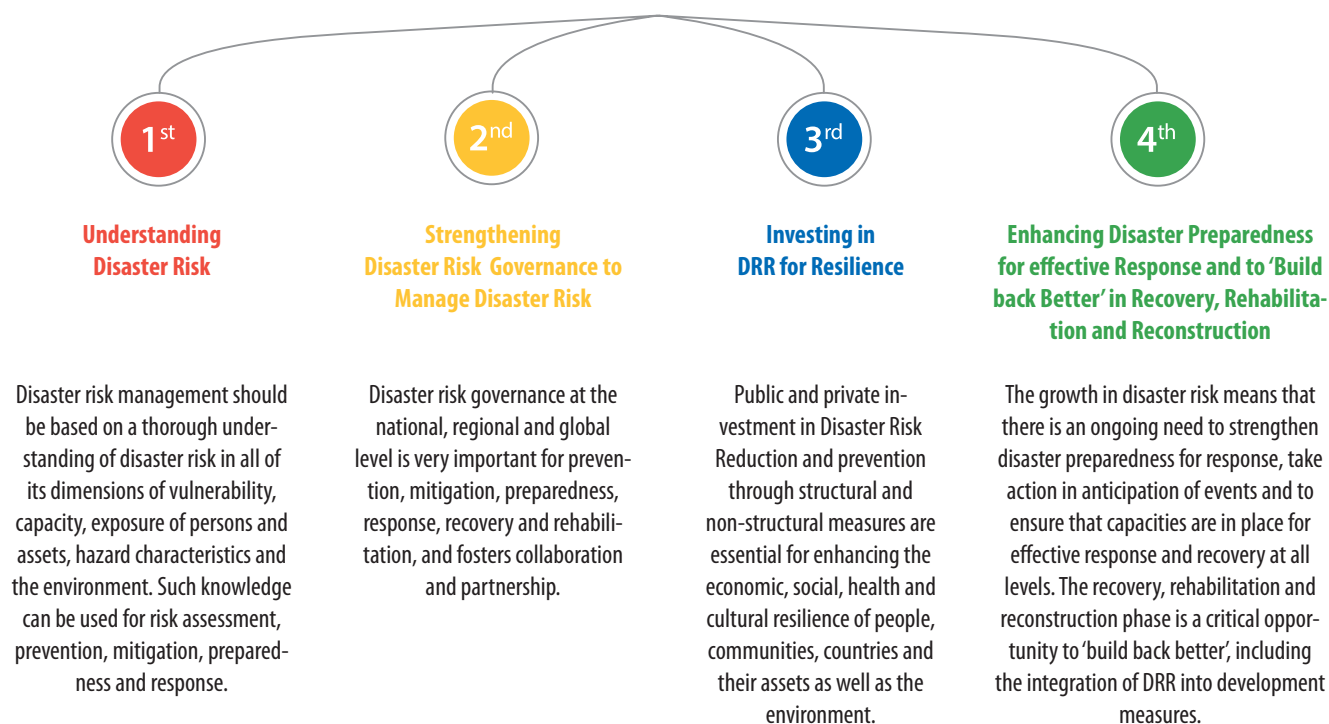 1st
Understanding
Disaster Risk
Disaster risk management should
be based on a thorough under-
standing of disaster risk in all of
its dimensions of vulnerability,
capacity, exposure of persons and
assets, hazard characteristics and
the environment. Such knowledge
can be used for risk assessment,
prevention, mitigation, prepared-
ness and response.
2nd
Strengthening
Disaster Risk Governance to
Manage Disaster Risk
Disaster risk governance at the
national, regional and global
level is very important for preven-
tion, mitigation, preparedness,
response, recovery and rehabili-
tation, and fosters collaboration
and partnership.
3rd
Investing in
DRR for Resilience
Public and private in-
vestment in Disaster Risk
Reduction and prevention
through structural and
non-structural measures are
essential for enhancing the
economic, social, health and
cultural resilience of people,
communities, countries and
their assets as well as the
environment.
4th
Enhancing Disaster Preparedness
for effective Response and to ‘Build
back Better’ in Recovery, Rehabilita-
tion and Reconstruction
The growth in disaster risk means that
there is an ongoing need to strengthen
disaster preparedness for response, take
action in anticipation of events and to
ensure that capacities are in place for
effective response and recovery at all
levels. The recovery, rehabilitation and
reconstruction phase is a critical oppor-
tunity to ‘build back better’, including
the integration of DRR into development
measures.